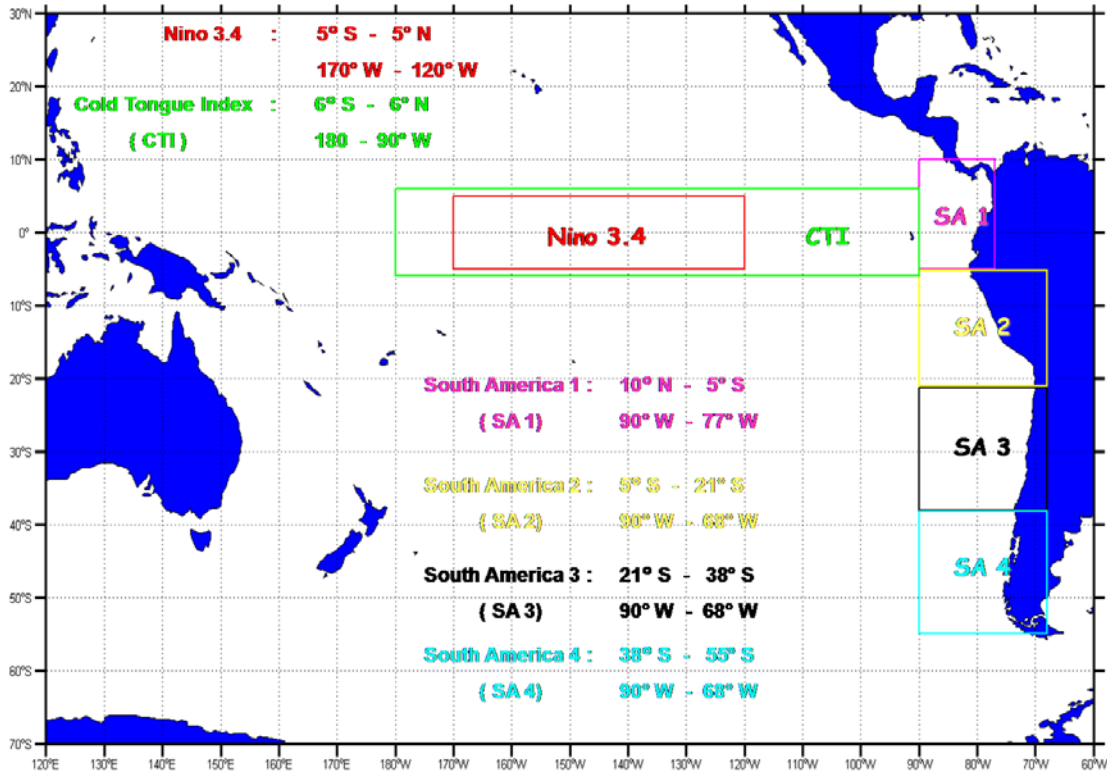 30°N
Nino 3.4 : 5° S - 5° N
170° W - 120° W
20°N
Cold Tongue Index : 6° S - 6° N
( CTI ) 180 - 90° W
10°N
SA 1
0°
Nino 3.4
CTI
10°S
SA 2
20°S
South America 1 : 10° N - 5° S
( SA 1) 90° W - 77° W
30°S
SA 3
South America 2 : 5° S - 21° S
( SA 2) 90° W - 68° W
40°S
SA 4
South America 3 : 21° S - 38° S
50°S
( SA 3) 90° W - 68° W
South America 4 : 38° S - 55° S
60°S
( SA 4) 90° W - 68° W
70°S
120°E 130°E 140°E 150°E 160°E 170°E 180°W 170°W 160°W 150°W 140°W 130°W 120°W 110°W 100°W 90°W 80°W 70°W 60°W